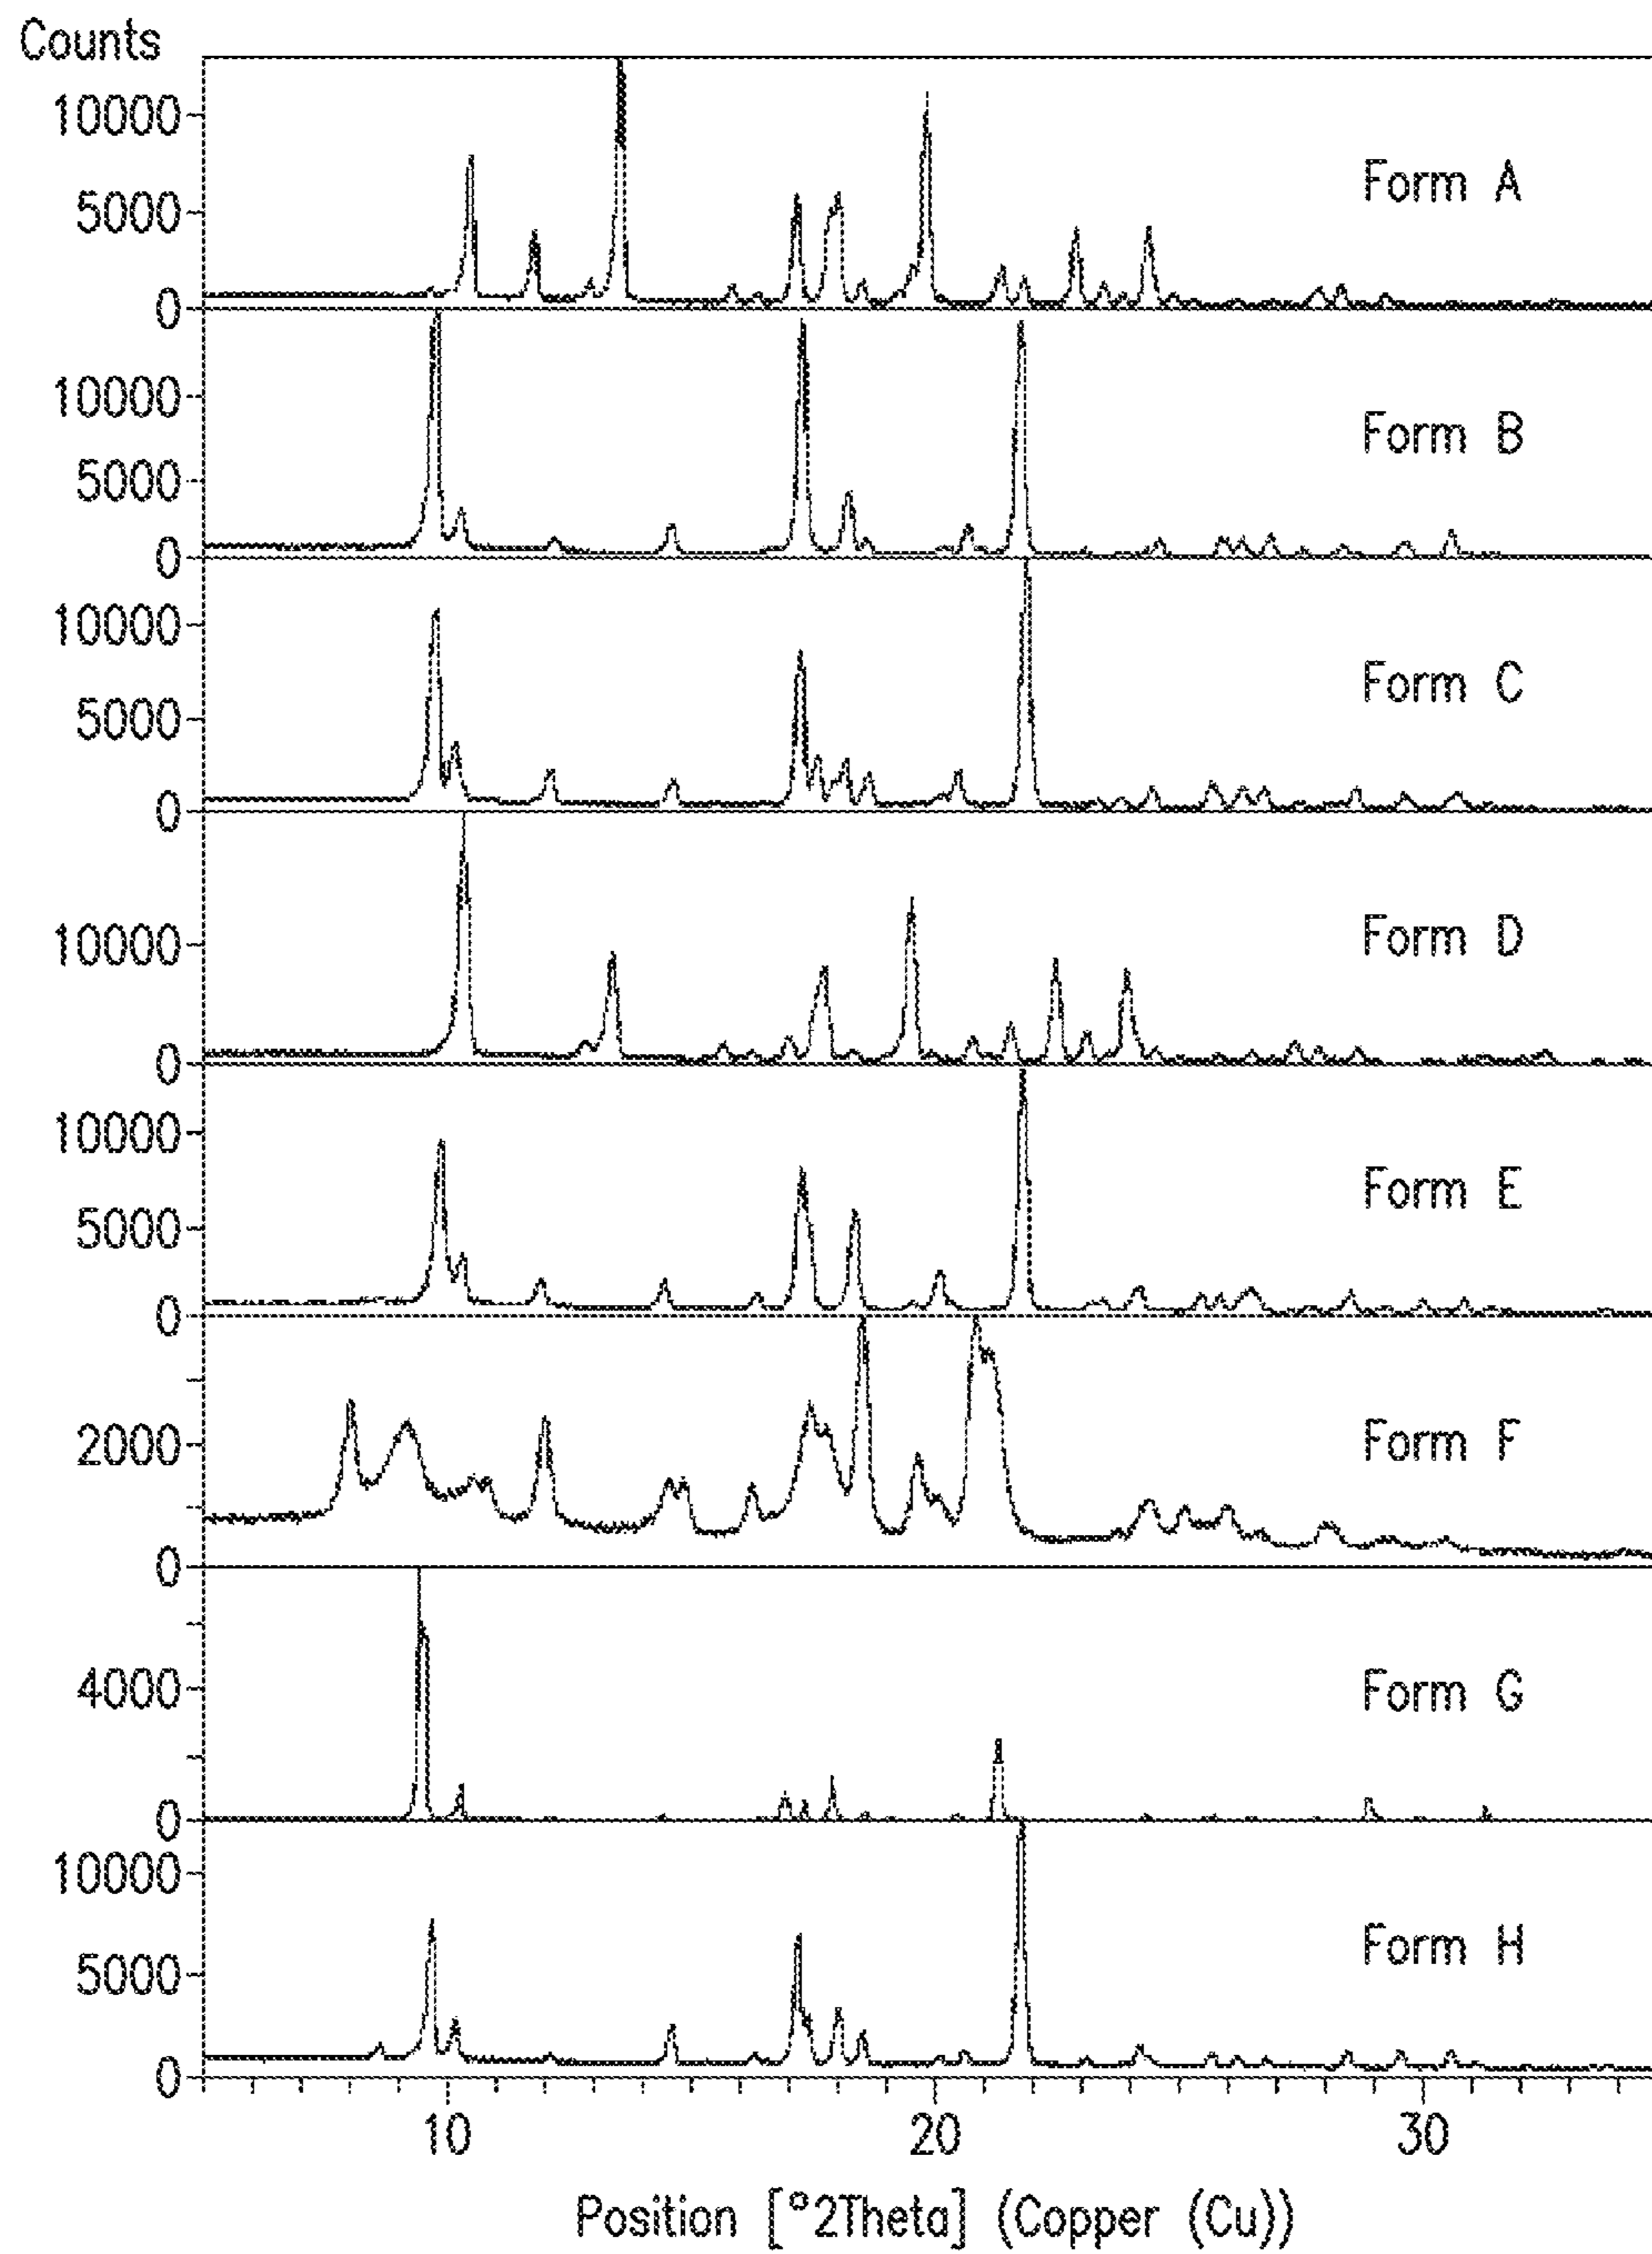 Counts
10000
5000
0
Form A
10000
5000
0
Form B
10000
5000
0
Form C
10000
0
Form D
10000
5000
0
Form E
2000
0
Form F
4000
0
Form G
10000
5000
0
Form H
10 20 30
Position [°2Theta] (Copper (Cu))